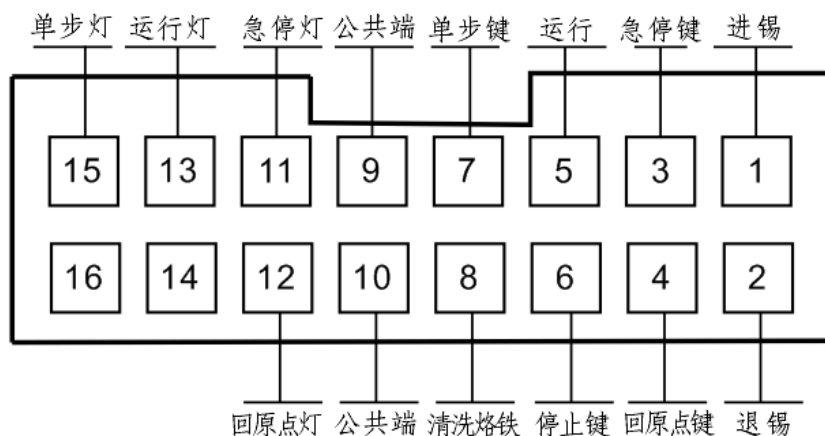 单步灯 运行灯 急停灯 公共端 单步键 运行 急停键 进锡
15 13 11 9 7 5 3 1
16 14 12 10 8 6 4 2
回原点灯 公共端 清洗烙铁 停止键 回原点键 退锡